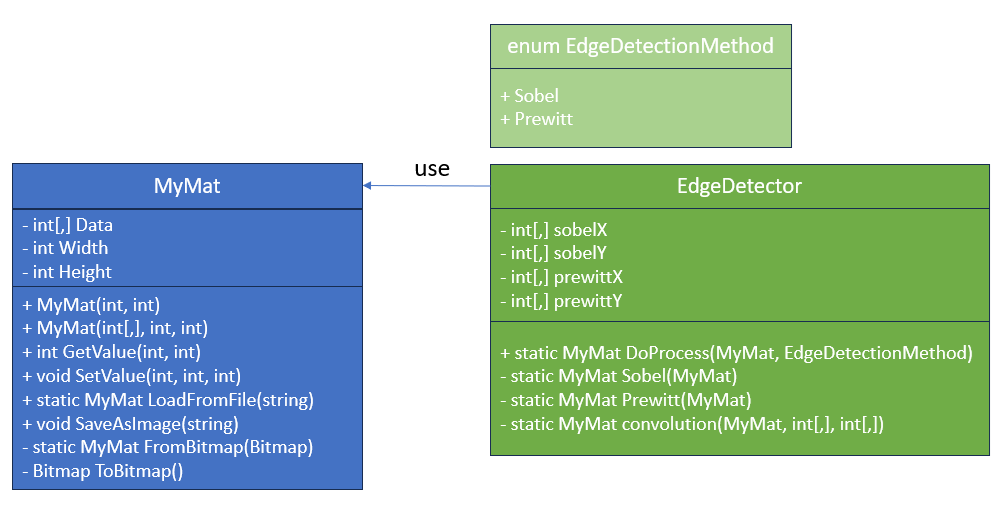 enum EdgeDetectionMethod
+ Sobel
+ Prewitt
use
MyMat
- int[,] Data
- int Width
- int Height
+ MyMat(int, int)
+ MyMat(int[,], int, int)
+ int GetValue(int, int)
+ void SetValue(int, int, int)
+ static MyMat LoadFromFile(string)
+ void SaveAsImage(string)
- static MyMat FromBitmap(Bitmap)
- Bitmap ToBitmap()
EdgeDetector
- int[,] sobelX
- int[,] sobelY
- int[,] prewittX
- int[,] prewittY
+ static MyMat DoProcess(MyMat, EdgeDetectionMethod)
- static MyMat Sobel(MyMat)
- static MyMat Prewitt(MyMat)
- static MyMat convolution(MyMat, int[,], int[,])